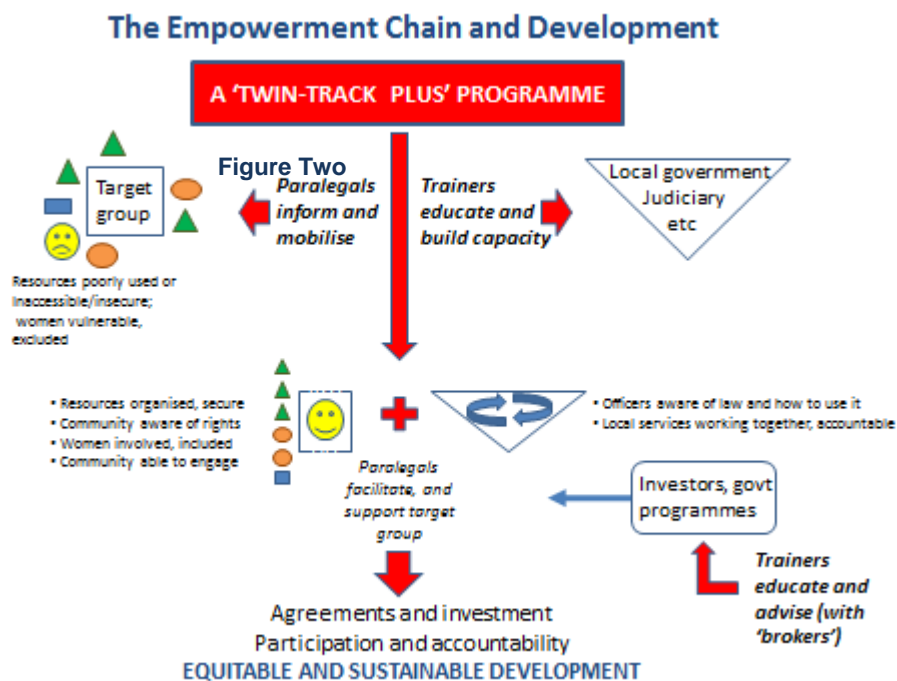 The Empowerment Chain and Development
A 'TWIN-TRACK PLUS' PROGRAMME
Figure Two
Target
group
Paralegals
inform and
mobilise
Trainers
educate and
build capacity
Local government
Judiciary
etc
Resources poorly used or
inaccessible/insecure;
women vulnerable,
excluded
• Resources organised, secure
• Community aware of rights
• Women involved, included
• Community able to engage
• Officers aware of law and how to use it
• Local services working together, accountable
Paralegals
facilitate, and
support target
group
Investors, govt
programmes
Trainers
educate and
advise (with
'brokers')
Agreements and investment
Participation and accountability
EQUITABLE AND SUSTAINABLE DEVELOPMENT